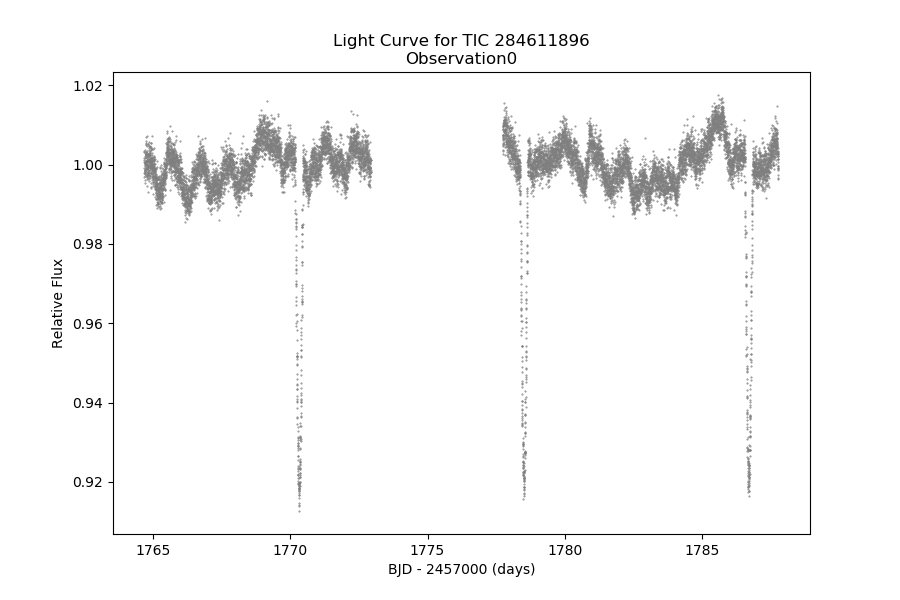 Light Curve for TIC 284611896
Observation0
1.02
1.00
0.98
0.96
0.94
0.92
Relative Flux
1765
1770
1775
1780
1785
BJD - 2457000 (days)